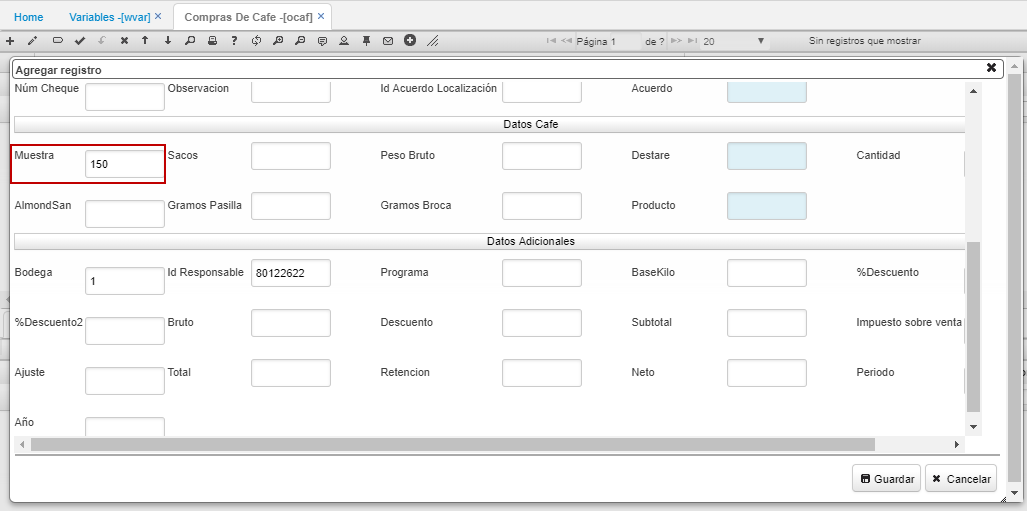 Home Variables -[wvar] × Compras De Cafe -[ocaf] ×
Página 1 de ? 20 Sin registros que mostrar
Agregar registro
Núm Cheque Observacion Id Acuerdo Localización Acuerdo
Datos Cafe
Muestra 150 Sacos Peso Bruto Destare Cantidad
AlmondSan Gramos Pasilla Gramos Broca Producto
Datos Adicionales
Bodega 1 Id Responsable 80122622 Programa BaseKilo %Descuento
%Descuento2 Bruto Descuento Subtotal Impuesto sobre venta
Ajuste Total Retencion Neto Periodo
Año
Guardar Cancelar